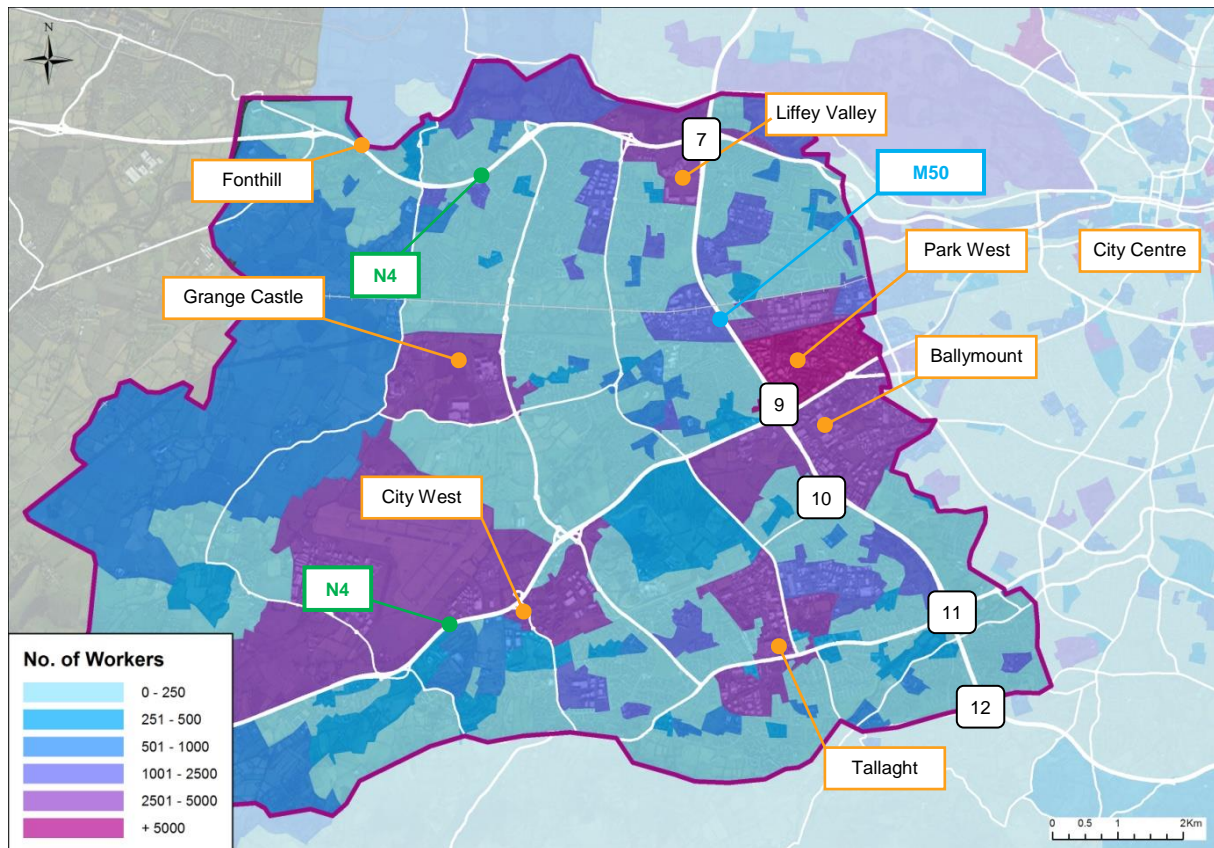 N
Liffey Valley
7
Fonthill
M50
N4
Park West
City Centre
Grange Castle
Ballymount
9
City West
10
N4
11
No. of Workers
0 - 250
251 - 500
501 - 1000
1001 - 2500
2501 - 5000
+ 5000
12
Tallaght
0 0.5 1 2Km